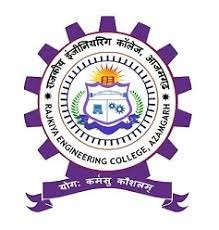 राजकीय इंजीनियरिंग कॉलेज, आजमगढ़
RAJKIYA ENGINEERING COLLEGE, AZAMGARH
योगः कर्मसु कौशलम्